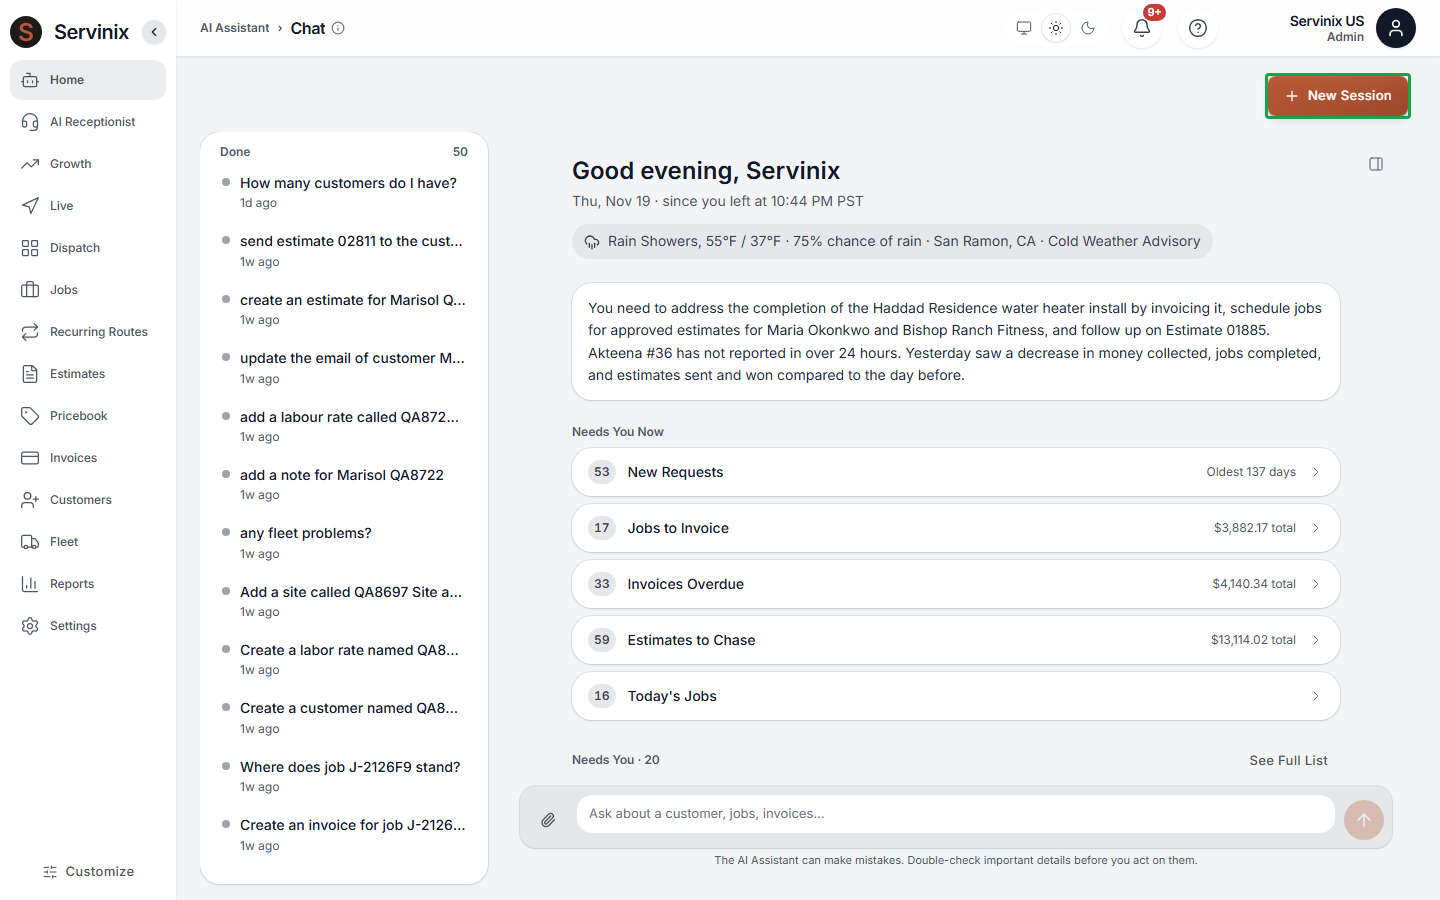 S Servinix
Home
AI Receptionist
Growth
Live
Dispatch
Jobs
Recurring Routes
Estimates
Pricebook
Invoices
Customers
Fleet
Reports
Settings
Customize
AI Assistant › Chat
9+
Servinix US
Admin
+ New Session
Done 50
How many customers do I have?
1d ago
send estimate 02811 to the cust...
1w ago
create an estimate for Marisol Q...
1w ago
update the email of customer M...
1w ago
add a labour rate called QA872...
1w ago
add a note for Marisol QA8722
1w ago
any fleet problems?
1w ago
Add a site called QA8697 Site a...
1w ago
Create a labor rate named QA8...
1w ago
Create a customer named QA8...
1w ago
Where does job J-2126F9 stand?
1w ago
Create an invoice for job J-2126...
1w ago
Good evening, Servinix
Thu, Nov 19 · since you left at 10:44 PM PST
Rain Showers, 55°F / 37°F · 75% chance of rain · San Ramon, CA · Cold Weather Advisory
You need to address the completion of the Haddad Residence water heater install by invoicing it, schedule jobs
for approved estimates for Maria Okonkwo and Bishop Ranch Fitness, and follow up on Estimate 01885.
Akteena #36 has not reported in over 24 hours. Yesterday saw a decrease in money collected, jobs completed,
and estimates sent and won compared to the day before.
Needs You Now
53 New Requests Oldest 137 days
17 Jobs to Invoice $3,882.17 total
33 Invoices Overdue $4,140.34 total
59 Estimates to Chase $13,114.02 total
16 Today's Jobs
Needs You · 20 See Full List
Ask about a customer, jobs, invoices...
The AI Assistant can make mistakes. Double-check important details before you act on them.